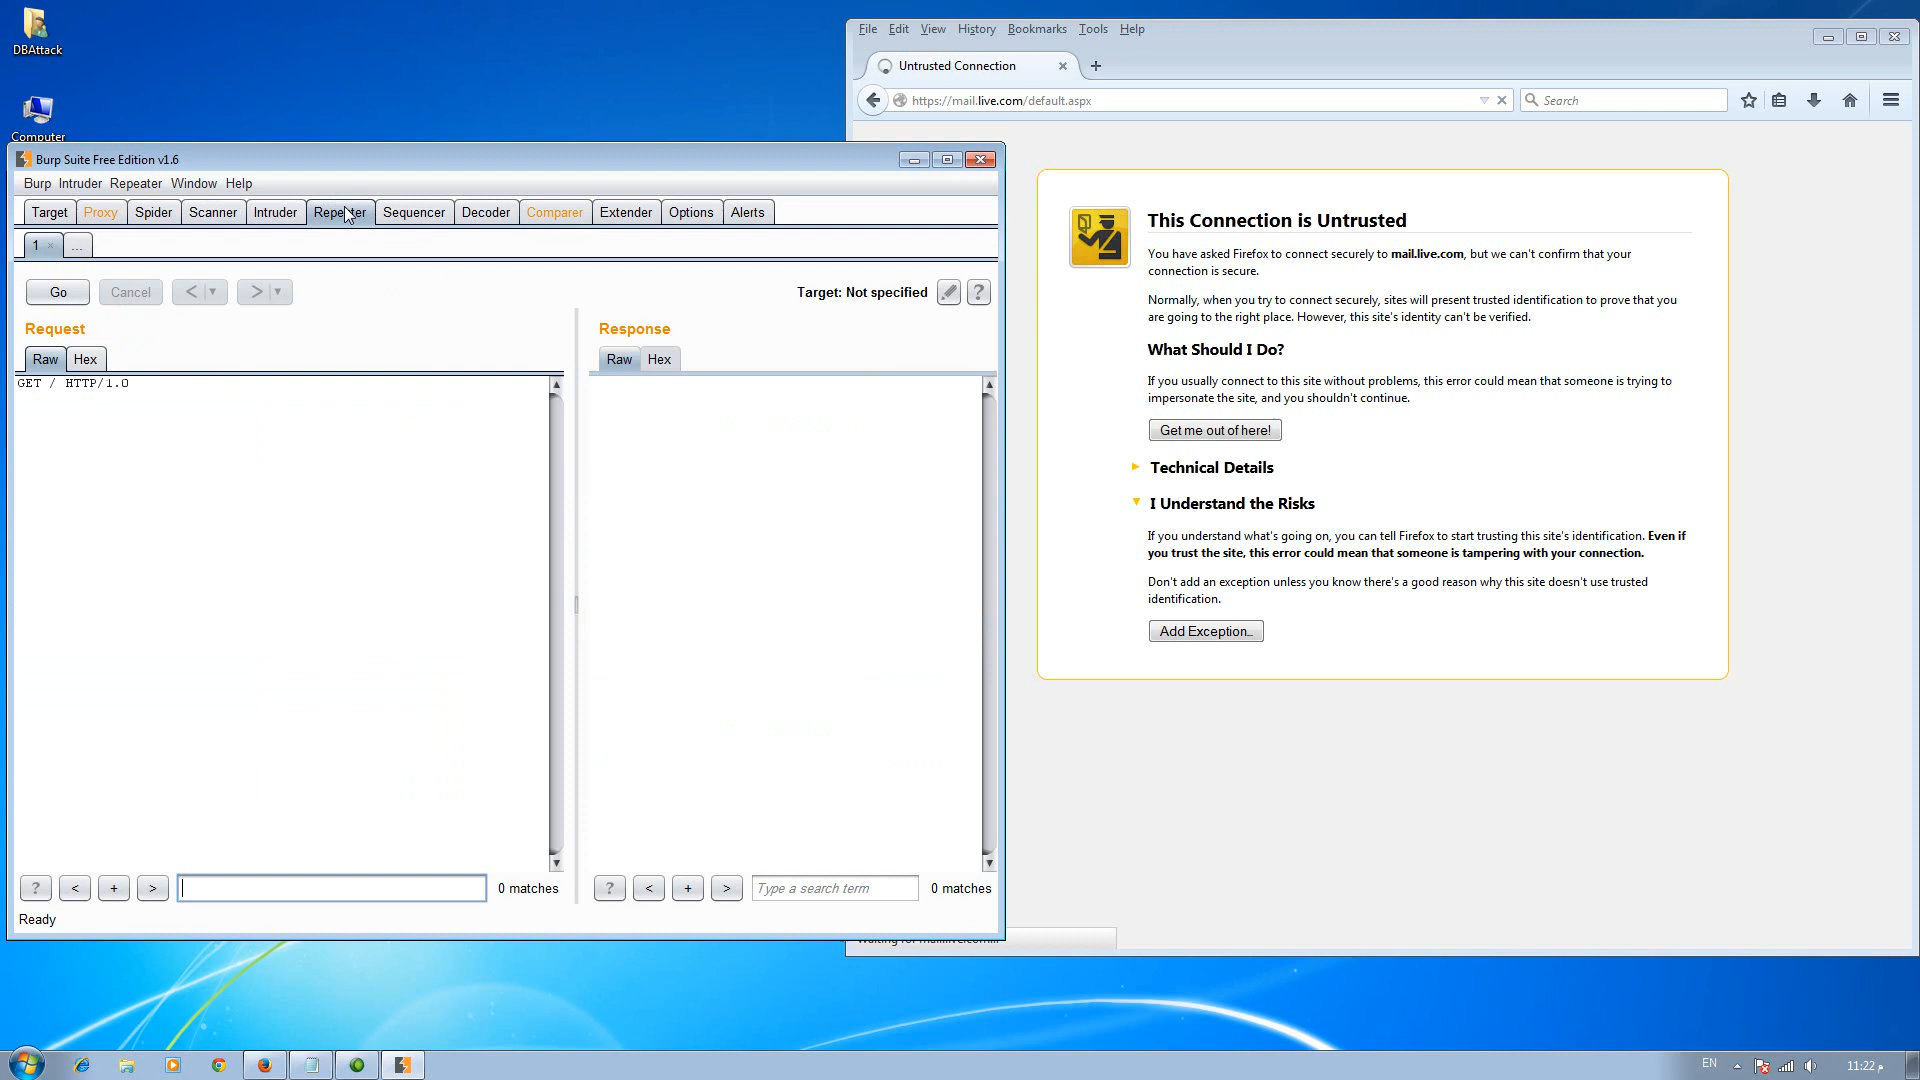 DBAttack
Computer
File Edit View History Bookmarks Tools Help
Untrusted Connection
https://mail.live.com/default.aspx
Search
Burp Suite Free Edition v1.6
Burp Intruder Repeater Window Help
Target Proxy Spider Scanner Intruder Repeater Sequencer Decoder Comparer Extender Options Alerts
1 × ...
Go Cancel < >
Target: Not specified ?
Request
Raw Hex
GET / HTTP/1.0
? < + > 0 matches
Ready
Response
Raw Hex
? < + > Type a search term 0 matches
This Connection is Untrusted
You have asked Firefox to connect securely to mail.live.com, but we can't confirm that your
connection is secure.
Normally, when you try to connect securely, sites will present trusted identification to prove that you
are going to the right place. However, this site's identity can't be verified.
What Should I Do?
If you usually connect to this site without problems, this error could mean that someone is trying to
impersonate the site, and you shouldn't continue.
Get me out of here!
Technical Details
I Understand the Risks
If you understand what's going on, you can tell Firefox to start trusting this site's identification. Even if
you trust the site, this error could mean that someone is tampering with your connection.
Don't add an exception unless you know there's a good reason why this site doesn't use trusted
identification.
Add Exception...
EN
11:22 م